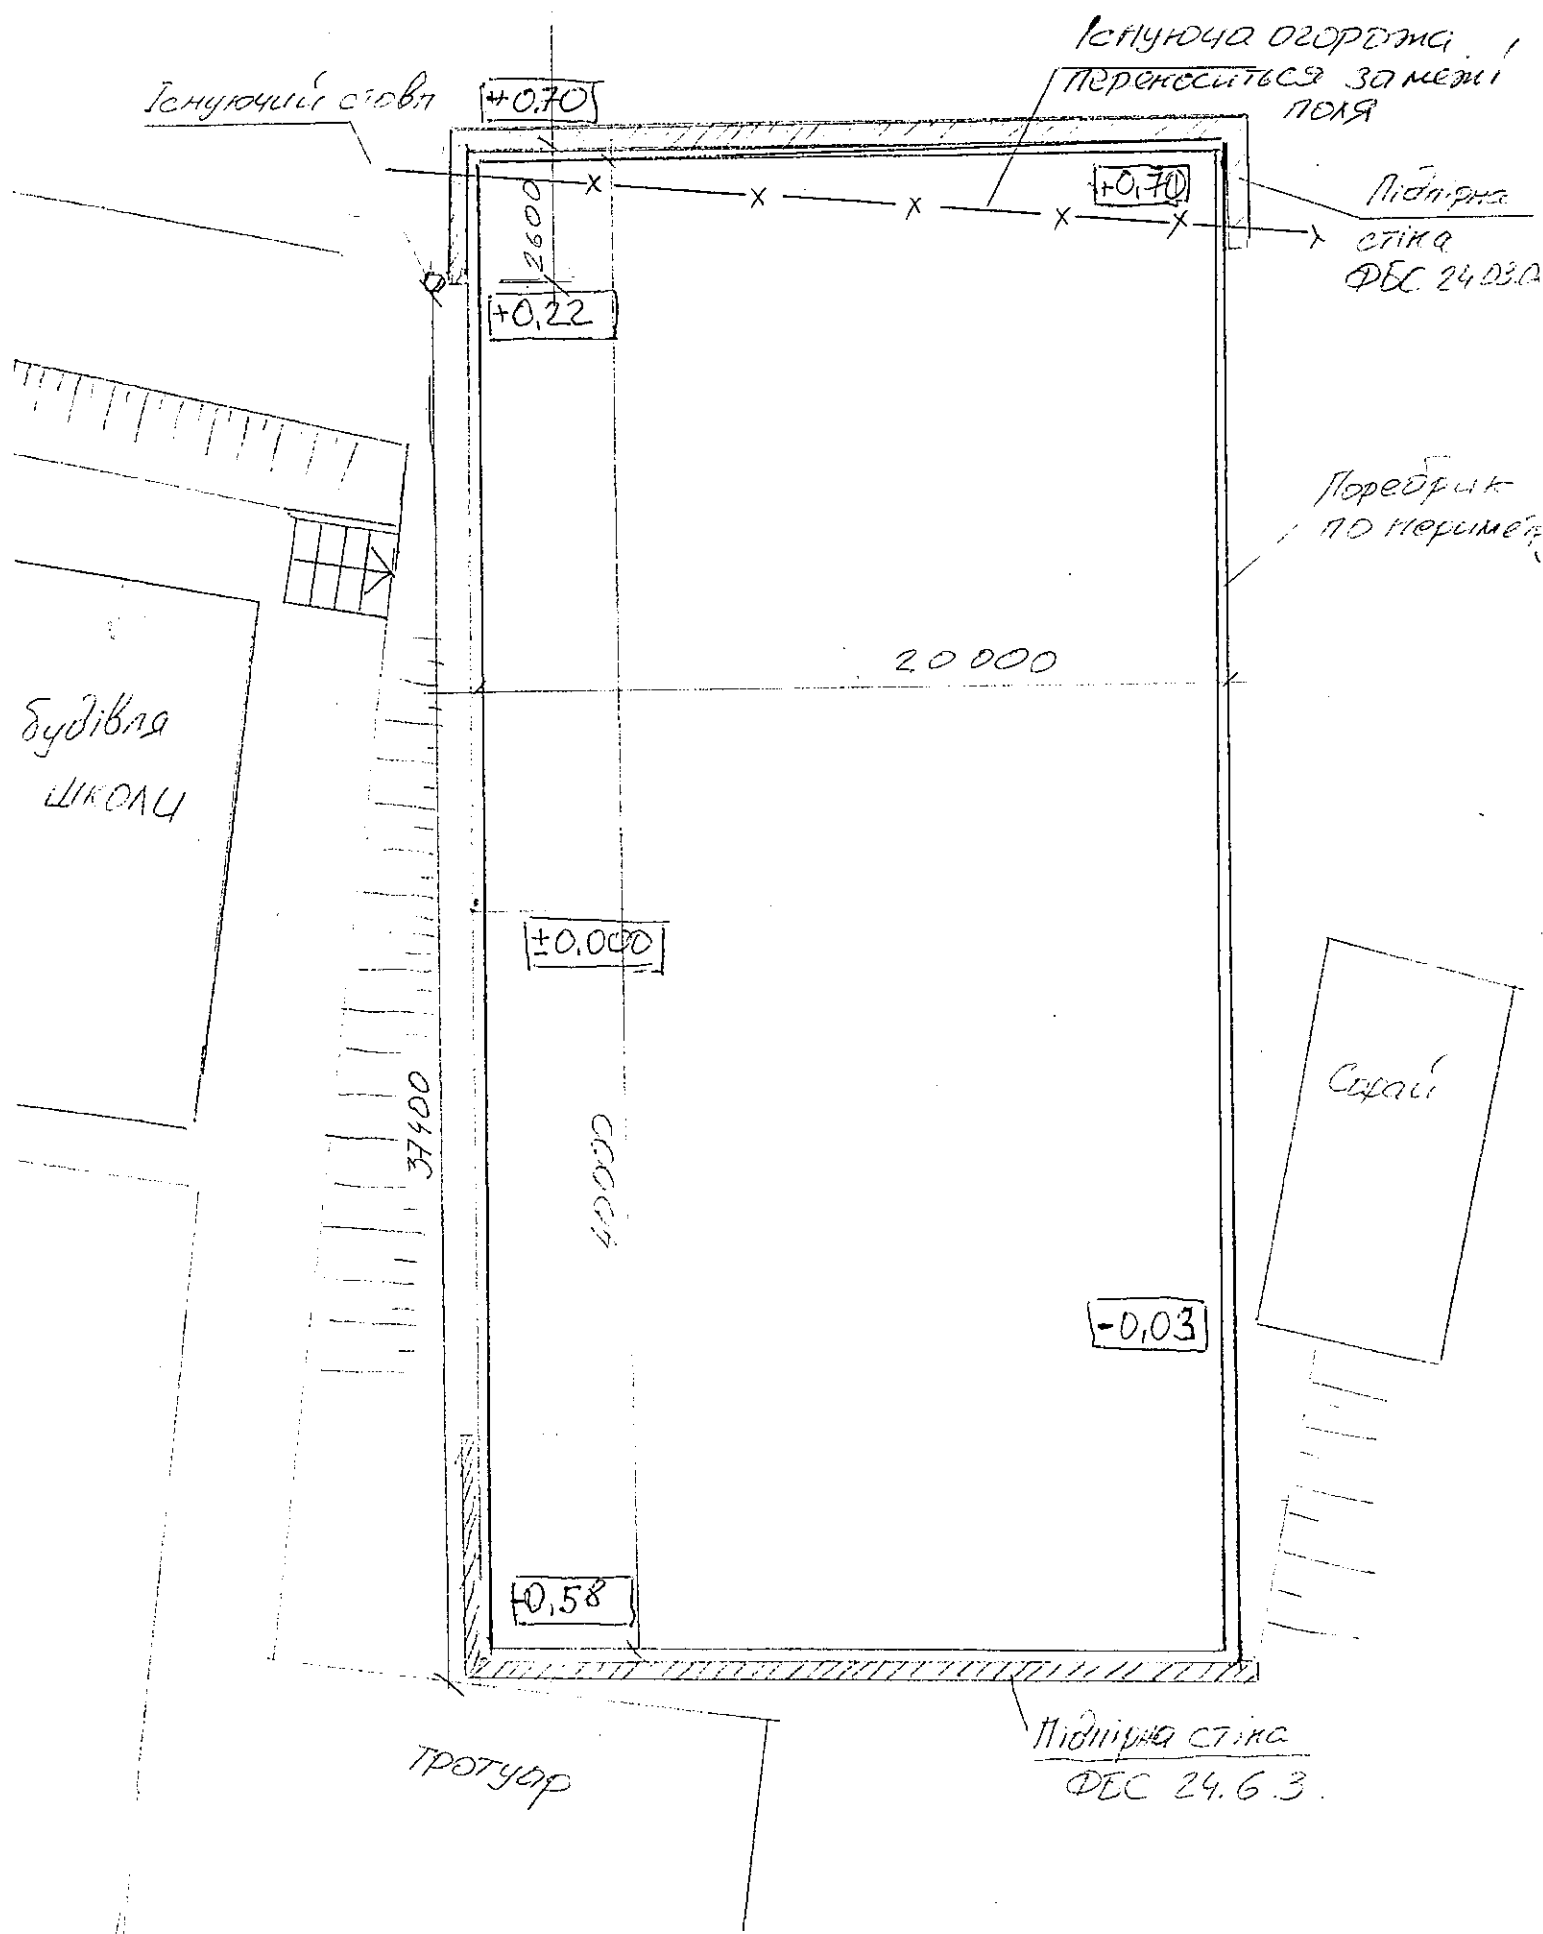 Існуюча огорожа
переноситься за межі
поля
Існуючий стовп
+0,70
+0,70
Підпірна
стіна
ФБС 24.03.
2600
+0,22
Поребрик
по
20 000
будівля
школи
±0.000
37400
40000
Сарай
-0,03
-0,58
Підпірна стіна
ФБС 24.6.3.
тротуар